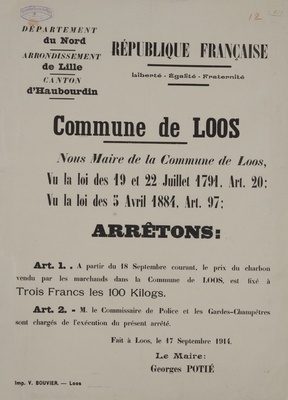 DÉPARTEMENT
du Nord
ARRONDISSEMENT
de Lille
CANTON
d'Haubourdin
12
RÉPUBLIQUE FRANÇAISE
Liberté - Égalité - Fraternité
Commune de LOOS
Nous Maire de la Commune de Loos,
Vu la loi des 19 et 22 Juillet 1791, Art. 20;
Vu la loi des 5 Avril 1884, Art. 97;
ARRÊTONS:
Art. 1. - A partir du 18 Septembre courant, le prix du charbon
vendu par les marchands dans la Commune de LOOS, est fixé à
Trois Francs les 100 Kilogs.
Art. 2. - M. le Commissaire de Police et les Gardes-Champêtres
sont chargés de l'exécution du présent arrêté.
Fait à Loos, le 17 Septembre 1914.
Le Maire:
Georges POTIÉ
Imp. V. BOUVIER. — Loos